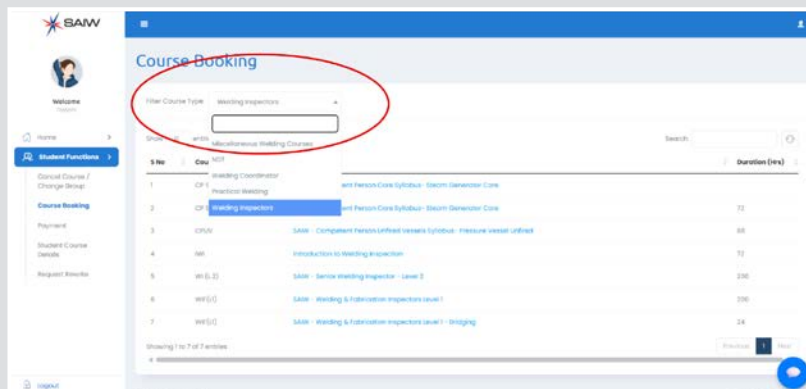 SAIW
Course Booking
Welcome
Filter Course Type
Welding Inspectors
Home
Show
entries
Miscellaneous Welding Courses
Search:
Student Functions
S No
NDT
Duration (Hrs)
Cancel Course /
Change Group
Welding Coordinator
Practical Welding
1
Person Core Syllabus- Steam Generator Core
Course Booking
2
Welding Inspectors
Person Core Syllabus- Steam Generator Core
72
Payment
3
CPUV
SAIW - Competent Person Unfired Vessels Syllabus- Pressure Vessel Unfired
Student Course
Details
4
IWI
Introduction to Welding Inspection
72
Request Results
5
SAIW - Senior Welding Inspector - Level 2
6
SAIW - Welding & Fabrication Inspectors Level 1
7
SAIW - Welding & Fabrication Inspectors Level 1 - Bridging
24
Showing 1 to 7 of 7 entries
Previous
1
Next
Logout